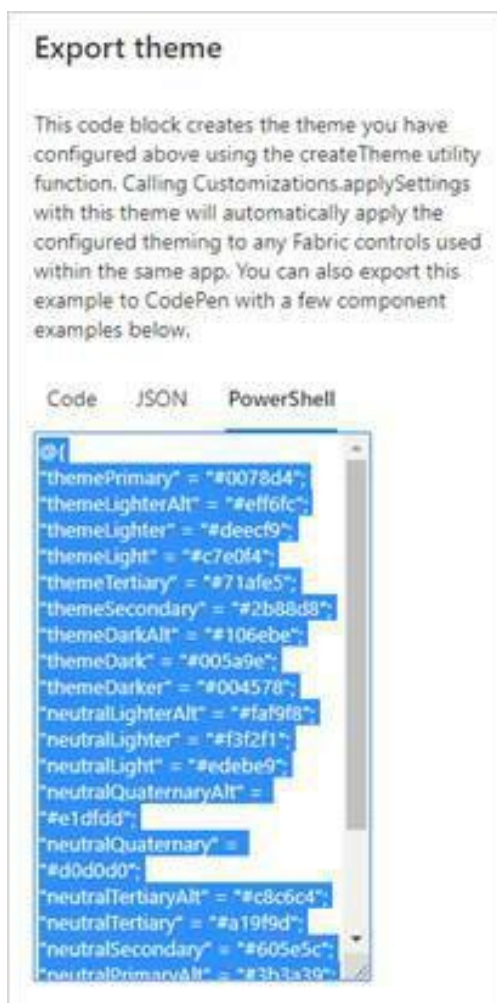 Export theme
This code block creates the theme you have
configured above using the createTheme utility
function. Calling Customizations.applySettings
with this theme will automatically apply the
configured theming to any Fabric controls used
within the same app. You can also export this
example to CodePen with a few component
examples below.
Code JSON PowerShell
@{
"themePrimary" = "#0078d4";
"themeLighterAlt" = "#eff6fc";
"themeLighter" = "#deecf9";
"themeLight" = "#c7e0f4";
"themeTertiary" = "#71afe5";
"themeSecondary" = "#2b88d8";
"themeDarkAlt" = "#106ebe";
"themeDark" = "#005a9e";
"themeDarker" = "#004578";
"neutralLighterAlt" = "#faf9f8";
"neutralLighter" = "#f3f2f1";
"neutralLight" = "#edebe9";
"neutralQuaternaryAlt" =
"#e1dfdd";
"neutralQuaternary" =
"#d0d0d0";
"neutralTertiaryAlt" = "#c8c6c4";
"neutralTertiary" = "#a19f9d";
"neutralSecondary" = "#605e5c";
"neutralPrimaryAlt" = "#3b3a39";